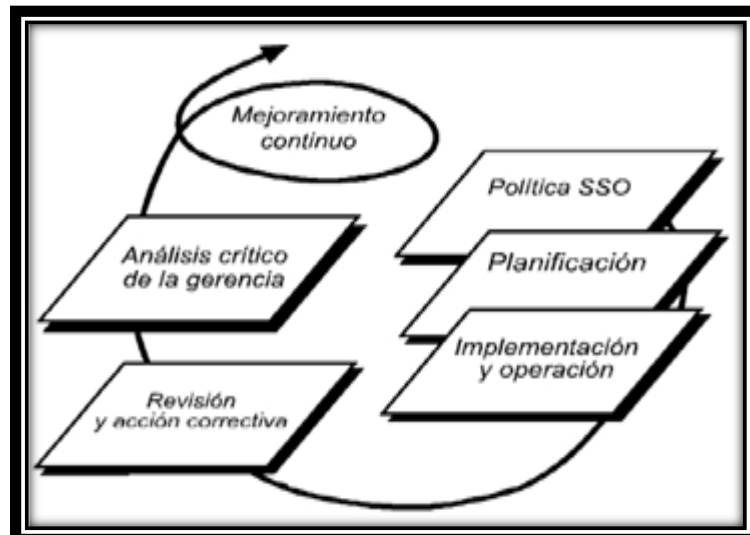 Mejoramiento
continuo
Política SSO
Planificación
Implementación
y operación
Análisis crítico
de la gerencia
Revisión
y acción correctiva